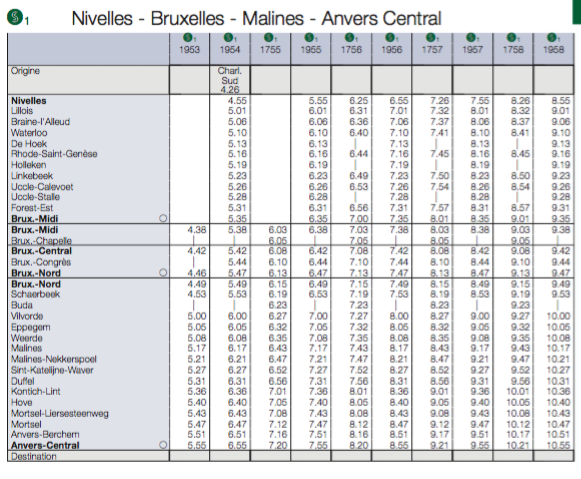 S1 Nivelles - Bruxelles - Malines - Anvers Central
S1 S1 S1 S1 S1 S1 S1 S1 S1 S1
1953 1954 1755 1955 1756 1956 1757 1957 1758 1958
Origine Charl.
Sud
4.26
Nivelles 4.55 5.55 6.25 6.55 7.26 7.55 8.26 8.55
Lillois 5.01 6.01 6.31 7.01 7.32 8.01 8.32 9.01
Braine-l'Alleud 5.06 6.06 6.36 7.06 7.37 8.06 8.37 9.06
Waterloo 5.10 6.10 6.40 7.10 7.41 8.10 8.41 9.10
De Hoek 5.13 6.13 | 7.13 | 8.13 | 9.13
Rhode-Saint-Genèse 5.16 6.16 6.44 7.16 7.45 8.16 8.45 9.16
Holleken 5.19 6.19 | 7.19 | 8.19 | 9.19
Linkebeek 5.23 6.23 6.49 7.23 7.50 8.23 8.50 9.23
Uccle-Calevoet 5.26 6.26 6.53 7.26 7.54 8.26 8.54 9.26
Uccle-Stalle 5.28 6.28 | 7.28 | 8.28 | 9.28
Forest-Est 5.31 6.31 6.56 7.31 7.57 8.31 8.57 9.31
Brux.-Midi 5.35 6.35 7.00 7.35 8.01 8.35 9.01 9.35
Brux.-Midi 4.38 5.38 6.03 6.38 7.03 7.38 8.03 8.38 9.03 9.38
Brux.-Chapelle | | 6.05 | 7.05 | 8.05 | 9.05 |
Brux.-Central 4.42 5.42 6.08 6.42 7.08 7.42 8.08 8.42 9.08 9.42
Brux.-Congrès | 5.44 6.10 6.44 7.10 7.44 8.10 8.44 9.10 9.44
Brux.-Nord 4.46 5.47 6.13 6.47 7.13 7.47 8.13 8.47 9.13 9.47
Brux.-Nord 4.49 5.49 6.15 6.49 7.15 7.49 8.15 8.49 9.15 9.49
Schaerbeek 4.53 5.53 6.19 6.53 7.19 7.53 8.19 8.53 9.19 9.53
Buda | | 6.23 | 7.23 | 8.23 | 9.23 |
Vilvorde 5.00 6.00 6.27 7.00 7.27 8.00 8.27 9.00 9.27 10.00
Eppegem 5.05 6.05 6.32 7.05 7.32 8.05 8.32 9.05 9.32 10.05
Weerde 5.08 6.08 6.35 7.08 7.35 8.08 8.35 9.08 9.35 10.08
Malines 5.17 6.17 6.43 7.17 7.43 8.17 8.43 9.17 9.43 10.17
Malines-Nekkerspoel 5.21 6.21 6.47 7.21 7.47 8.21 8.47 9.21 9.47 10.21
Sint-Katelijne-Waver 5.27 6.27 6.52 7.27 7.52 8.27 8.52 9.27 9.52 10.27
Duffel 5.31 6.31 6.56 7.31 7.56 8.31 8.56 9.31 9.56 10.31
Kontich-Lint 5.36 6.36 7.01 7.36 8.01 8.36 9.01 9.36 10.01 10.36
Hove 5.40 6.40 7.05 7.40 8.05 8.40 9.05 9.40 10.05 10.40
Mortsel-Liersesteenweg 5.43 6.43 7.08 7.43 8.08 8.43 9.08 9.43 10.08 10.43
Mortsel 5.47 6.47 7.12 7.47 8.12 8.47 9.12 9.47 10.12 10.47
Anvers-Berchem 5.51 6.51 7.16 7.51 8.16 8.51 9.17 9.51 10.17 10.51
Anvers-Central 5.55 6.55 7.20 7.55 8.20 8.55 9.21 9.55 10.21 10.55
Destination